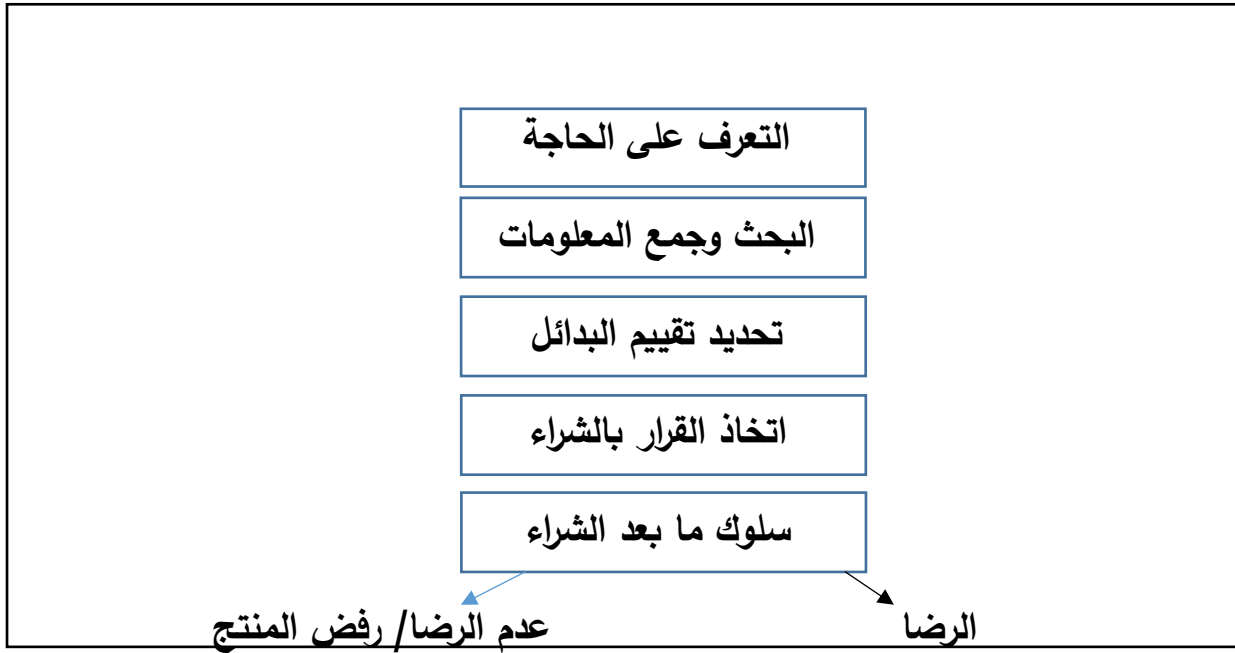 التعرف على الحاجة
البحث وجمع المعلومات
تحديد تقييم البدائل
اتخاذ القرار بالشراء
سلوك ما بعد الشراء
الرضا
عدم الرضا/ رفض المنتج